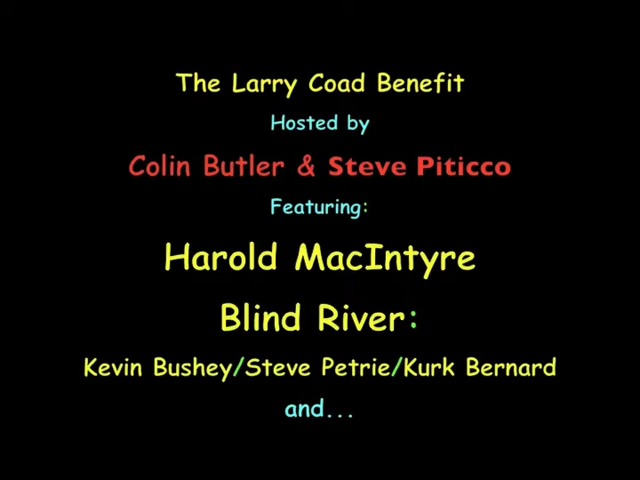 The Larry Coad Benefit
Hosted by
Colin Butler & Steve Piticco
Featuring:
Harold MacIntyre
Blind River:
Kevin Bushey/Steve Petrie/Kurk Bernard
and...